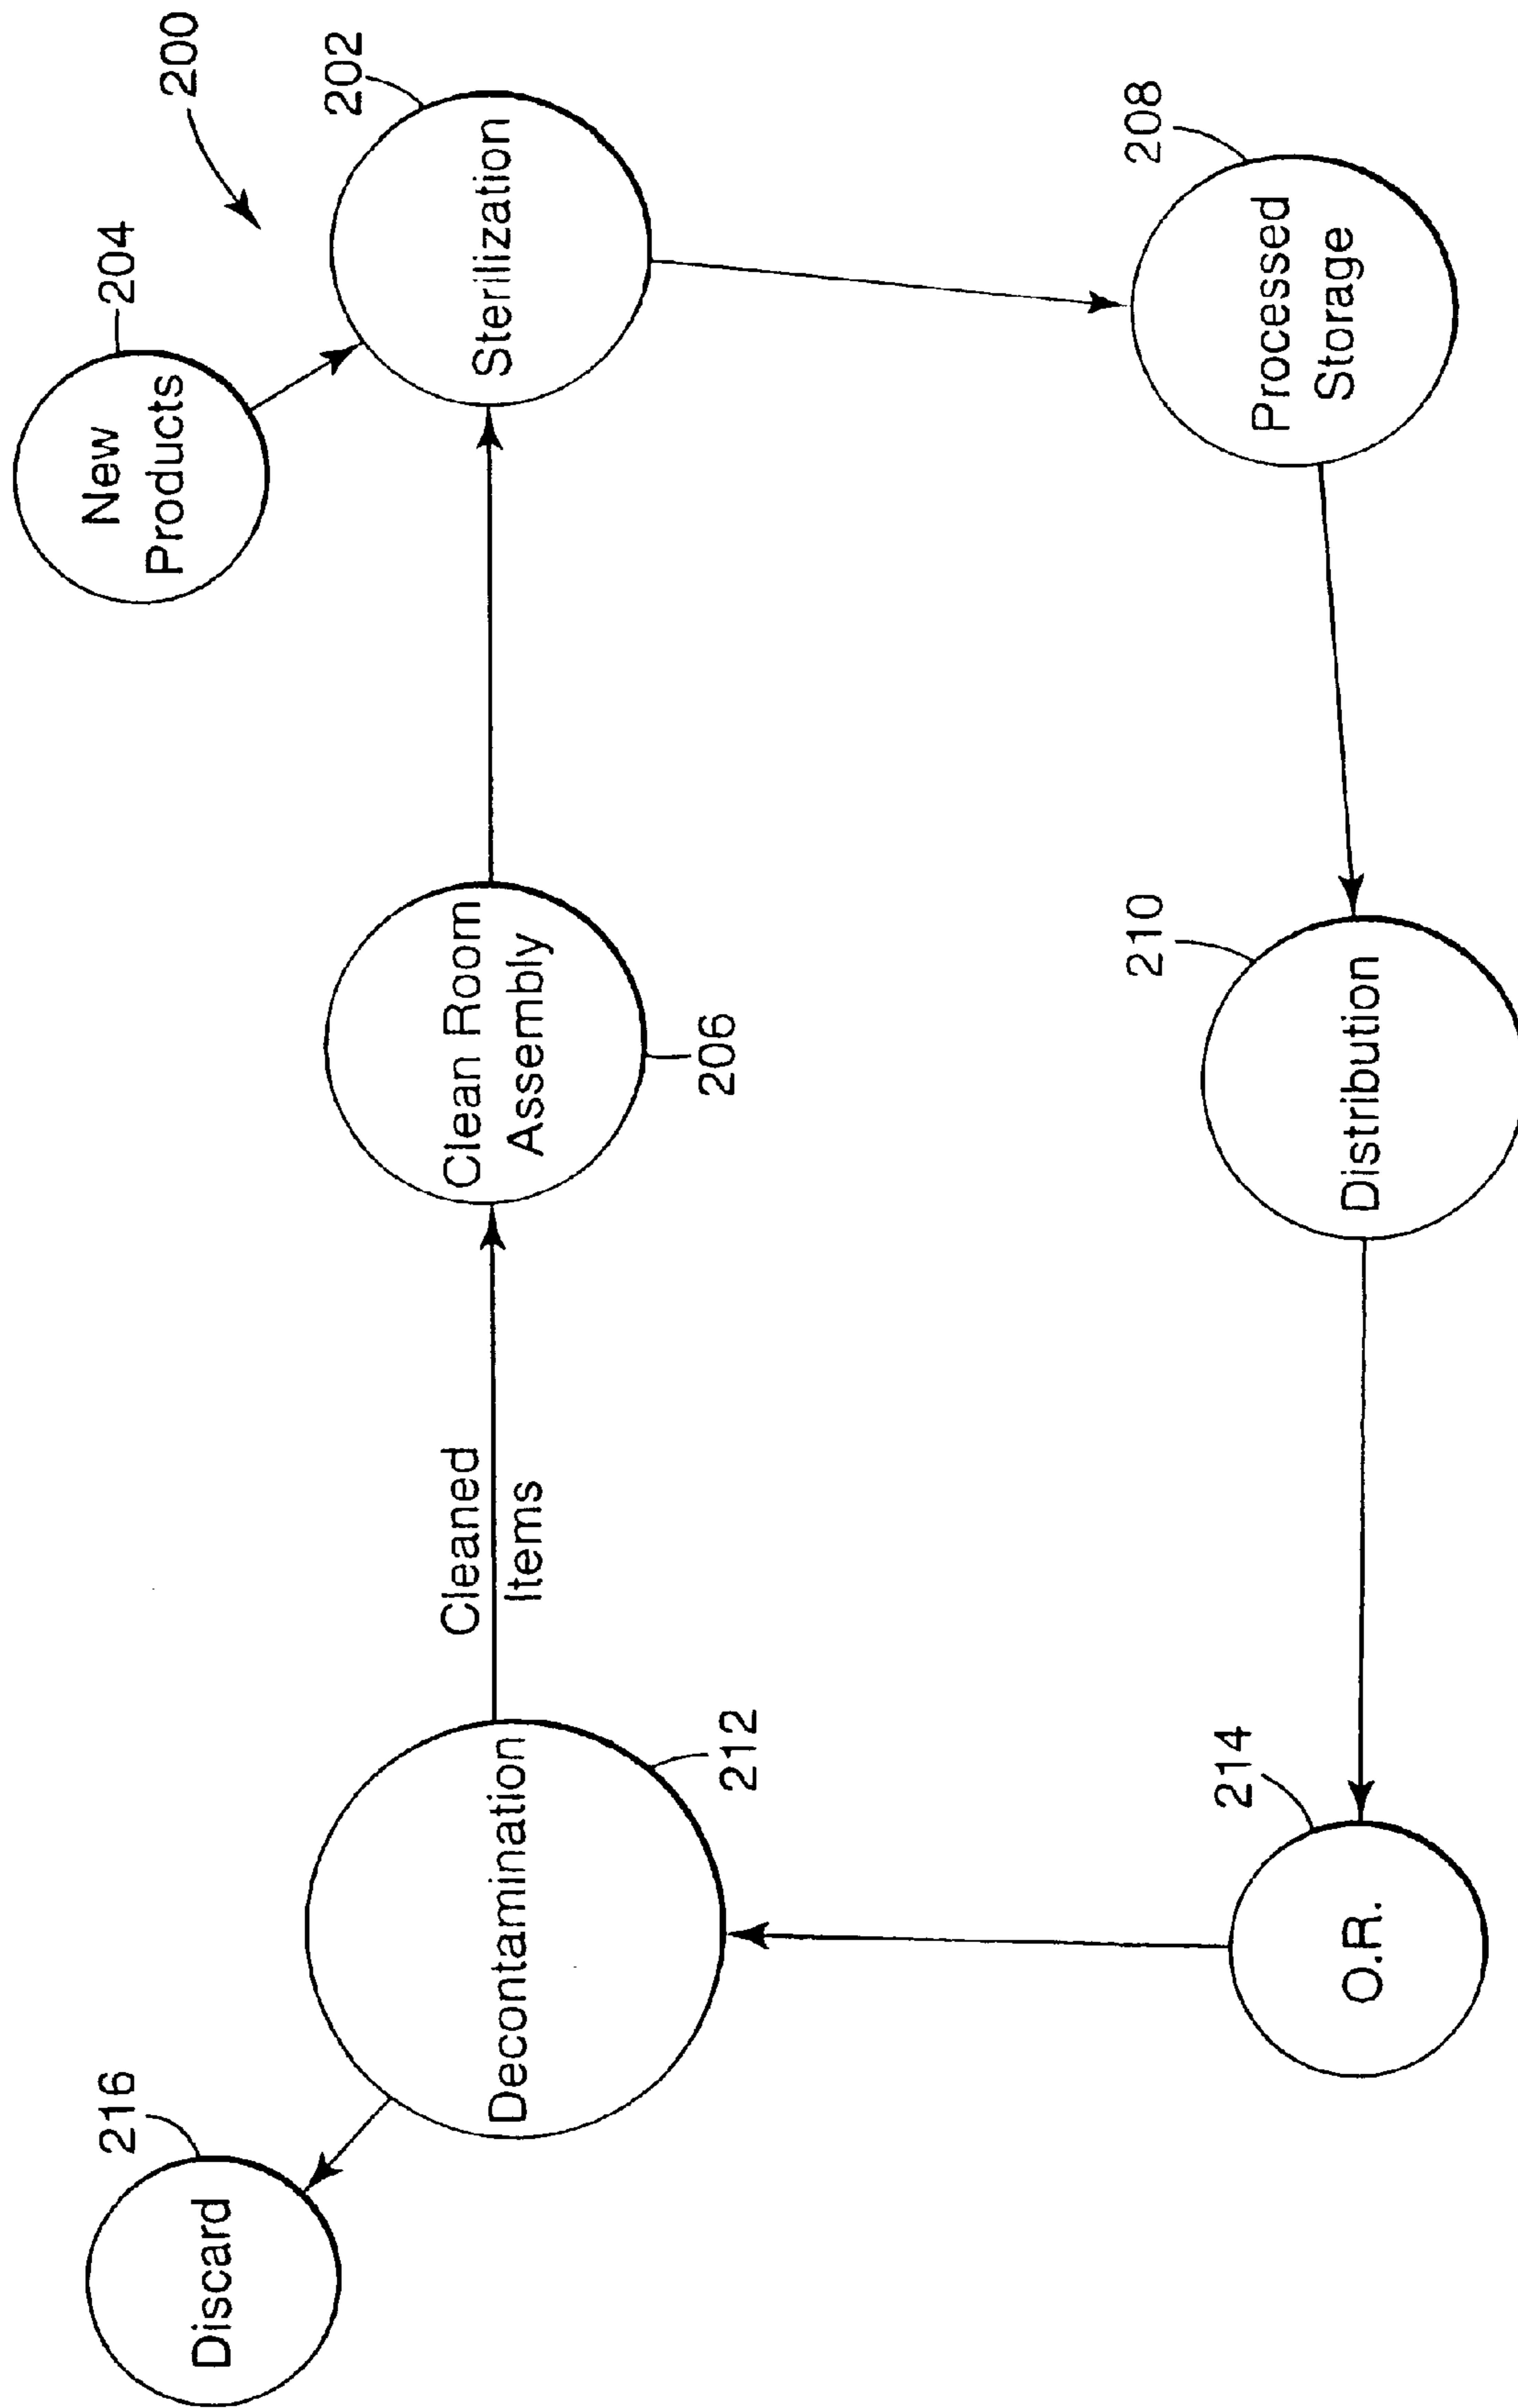 200
204
New
Products
202
Sterilization
Clean Room
Assembly
206
Cleaned
Items
Decontamination
212
216
Discard
208
Processed
Storage
210
Distribution
214
O.R.